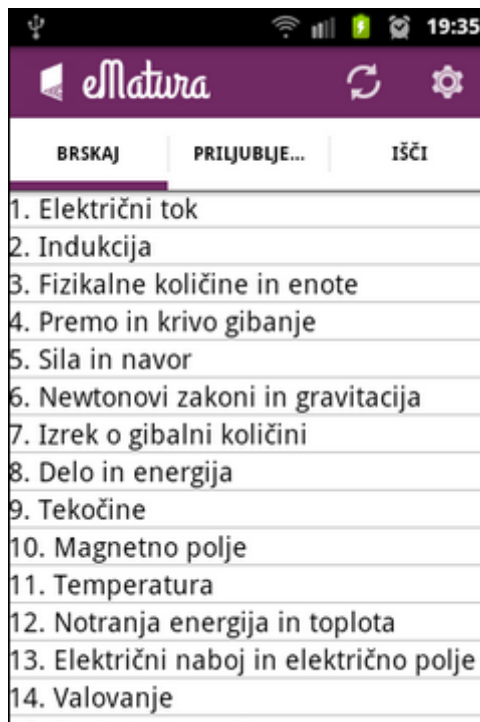 19:35
eMatura
BRSKAJ PRILJUBLJE... IŠČI
1. Električni tok
2. Indukcija
3. Fizikalne količine in enote
4. Premo in krivo gibanje
5. Sila in navor
6. Newtonovi zakoni in gravitacija
7. Izrek o gibalni količini
8. Delo in energija
9. Tekočine
10. Magnetno polje
11. Temperatura
12. Notranja energija in toplota
13. Električni naboj in električno polje
14. Valovanje